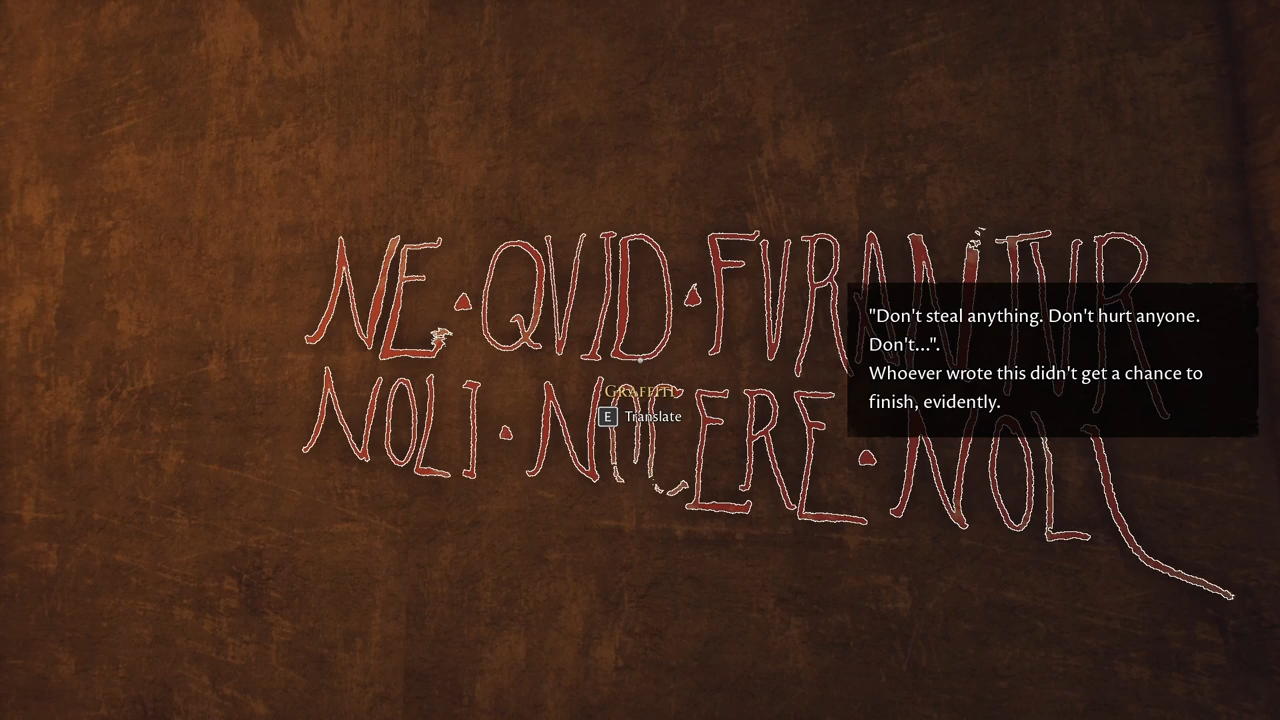 NE·QVID·FVRANTVR
NOLI·NOCERE·NOLI
"Don't steal anything. Don't hurt anyone.
Don't...".
Whoever wrote this didn't get a chance to
finish, evidently.
GRAFFITI
E Translate